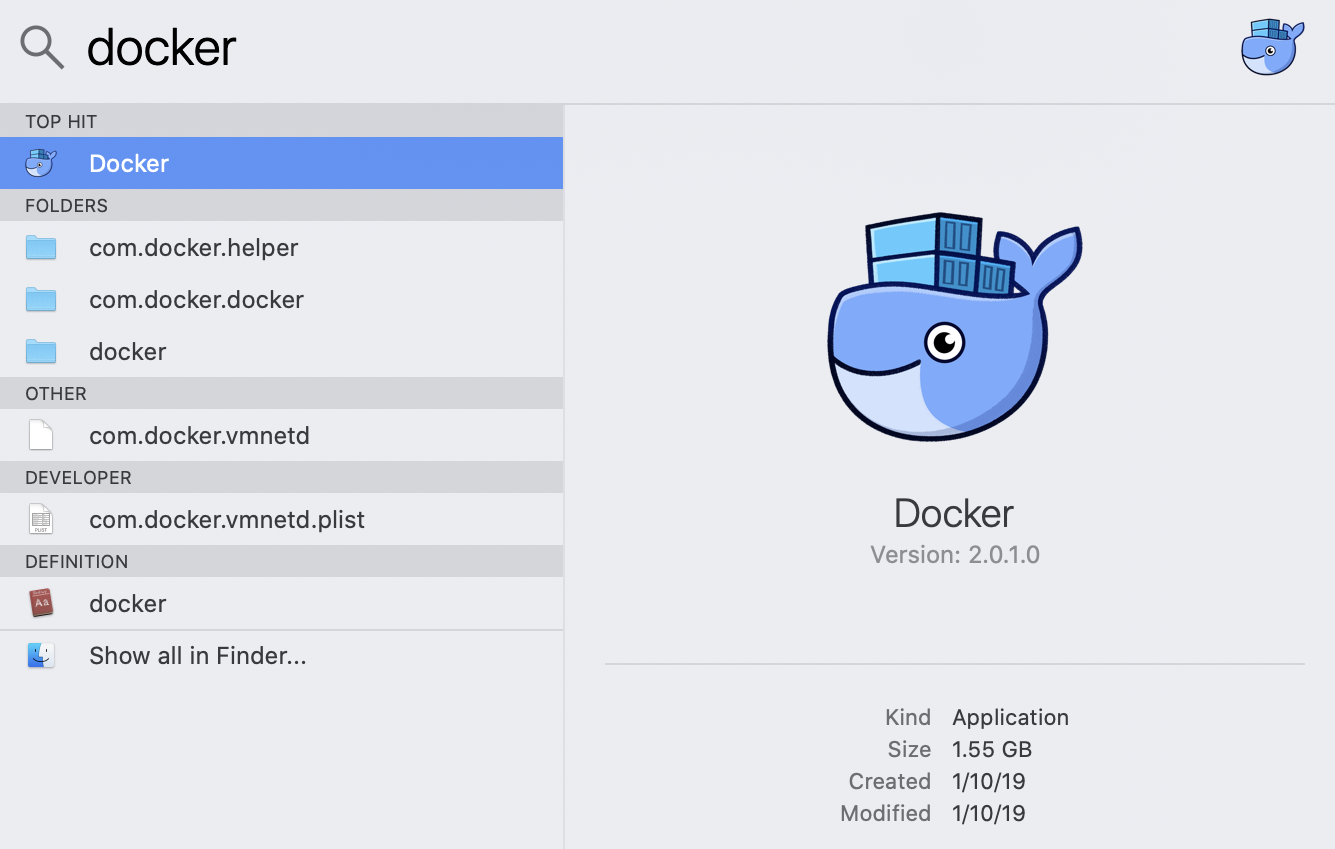 docker
TOP HIT
Docker
FOLDERS
com.docker.helper
com.docker.docker
docker
OTHER
com.docker.vmnetd
DEVELOPER
com.docker.vmnetd.plist
DEFINITION
docker
Show all in Finder...
Docker
Version: 2.0.1.0
Kind Application
Size 1.55 GB
Created 1/10/19
Modified 1/10/19
PLIST
Aa